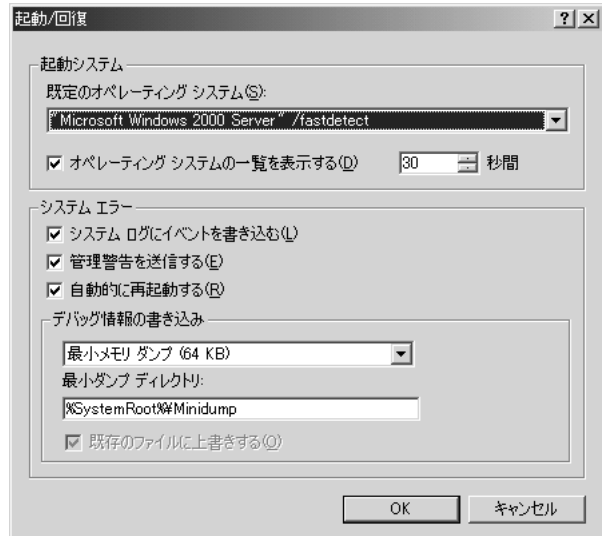 起動/回復
起動システム
既定のオペレーティング システム(S):
"Microsoft Windows 2000 Server" /fastdetect
オペレーティング システムの一覧を表示する(D) 30 秒間
システム エラー
システム ログにイベントを書き込む(L)
管理警告を送信する(E)
自動的に再起動する(R)
デバッグ情報の書き込み
最小メモリ ダンプ (64 KB)
最小ダンプ ディレクトリ:
%SystemRoot%¥Minidump
既存のファイルに上書きする(O)
OK キャンセル